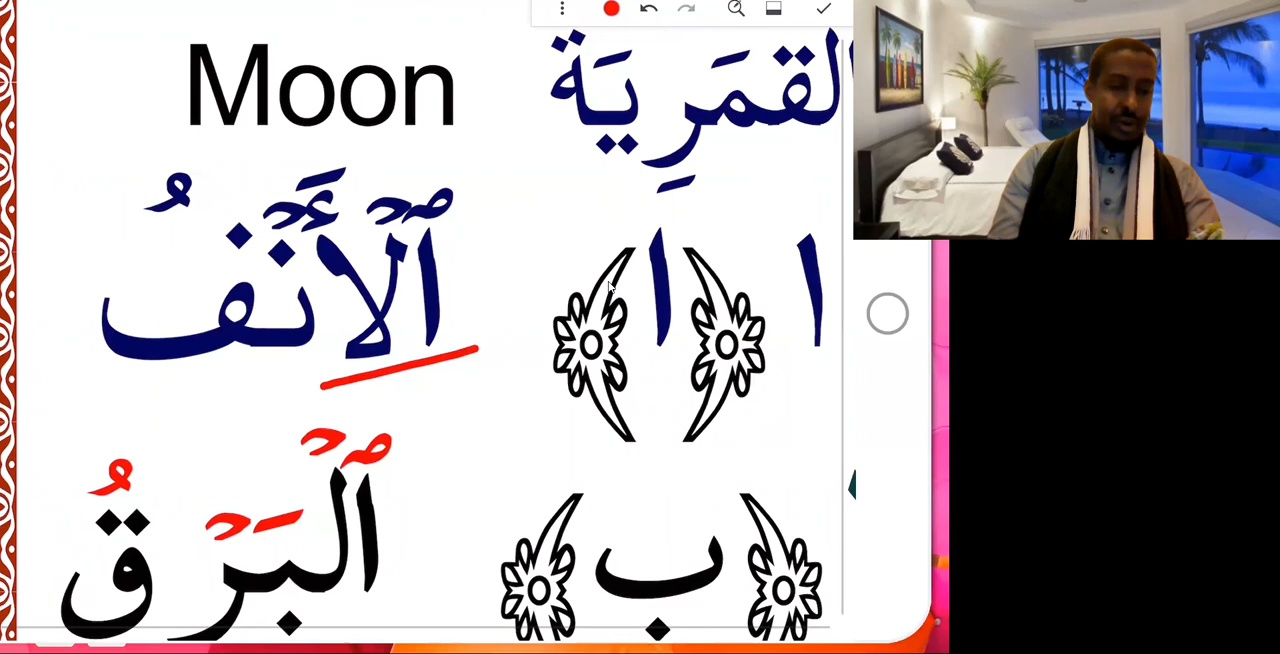 Moon القمَرِيَة
ٱلۡأَنۡفُ ﴿ا﴾ ا
ٱلۡبَرۡقُ ﴿ب﴾